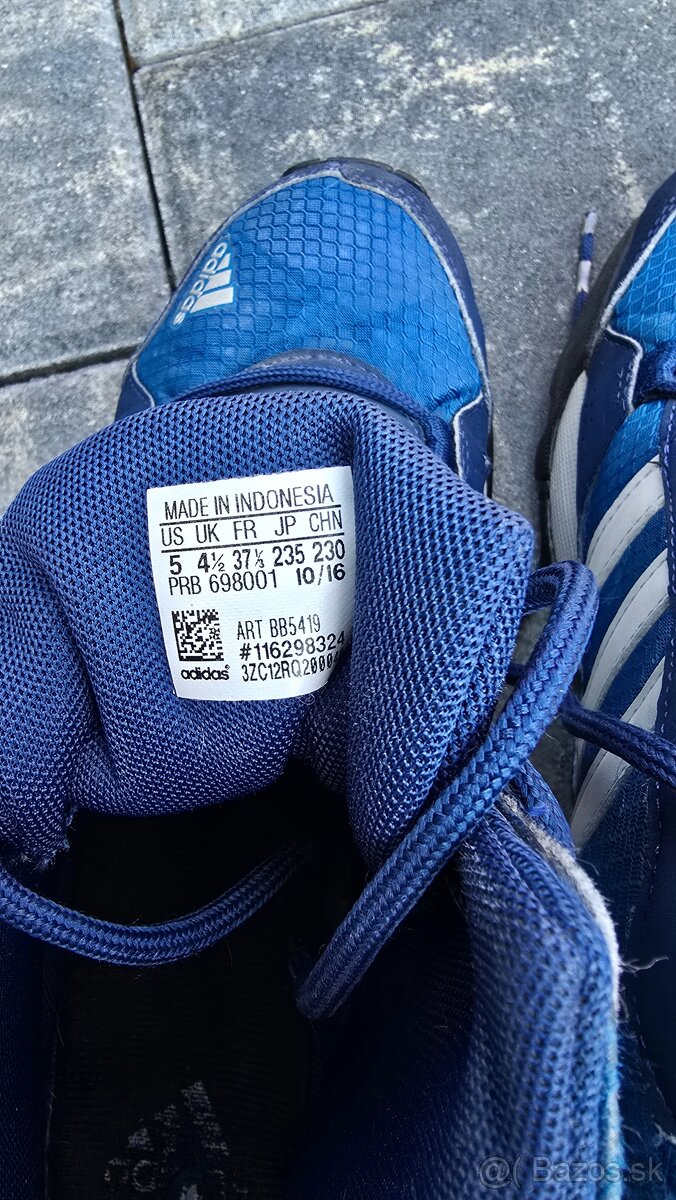 adidas
MADE IN INDONESIA
US UK FR JP CHN
5 4½ 37⅓ 235 230
PRB 698001 10/16
ART BB5419
#116298324
adidas 3ZC12RQ2000
@ Bazos.sk